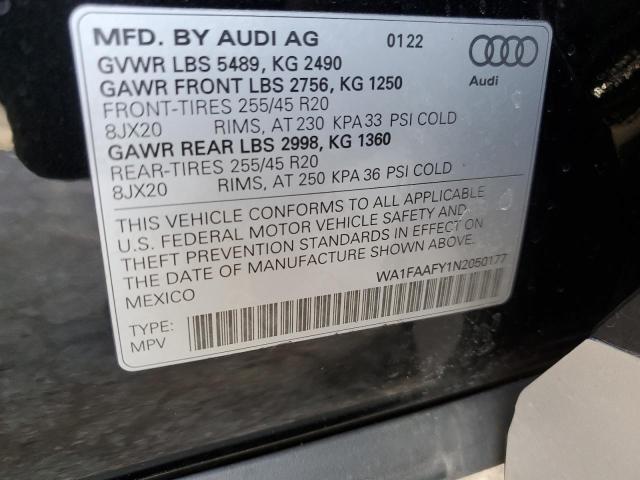 MFD. BY AUDI AG 0122
GVWR LBS 5489, KG 2490
GAWR FRONT LBS 2756, KG 1250
Audi
FRONT-TIRES 255/45 R20
8JX20 RIMS, AT 230 KPA 33 PSI COLD
GAWR REAR LBS 2998, KG 1360
REAR-TIRES 255/45 R20
8JX20 RIMS, AT 250 KPA 36 PSI COLD
THIS VEHICLE CONFORMS TO ALL APPLICABLE
U.S. FEDERAL MOTOR VEHICLE SAFETY AND
THEFT PREVENTION STANDARDS IN EFFECT ON
THE DATE OF MANUFACTURE SHOWN ABOVE.
MEXICO
WA1FAAFY1N2050177
TYPE:
MPV